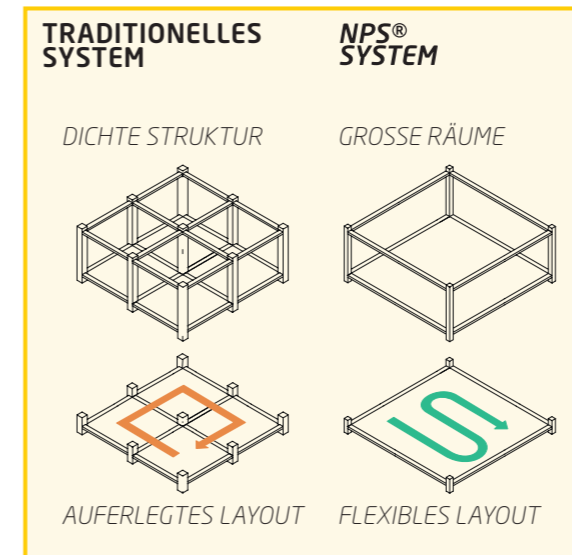 TRADITIONELLES
SYSTEM
NPS®
SYSTEM
DICHTE STRUKTUR
GROSSE RÄUME
AUFERLEGTES LAYOUT
FLEXIBLES LAYOUT